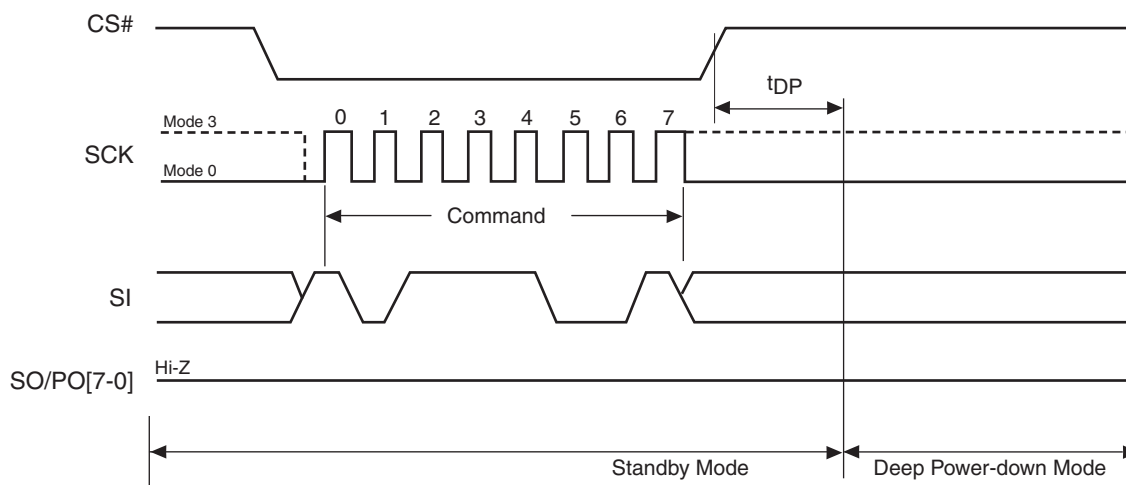 CS#
tDP
Mode 3
0 1 2 3 4 5 6 7
SCK
Mode 0
Command
SI
Hi-Z
SO/PO[7-0]
Standby Mode
Deep Power-down Mode